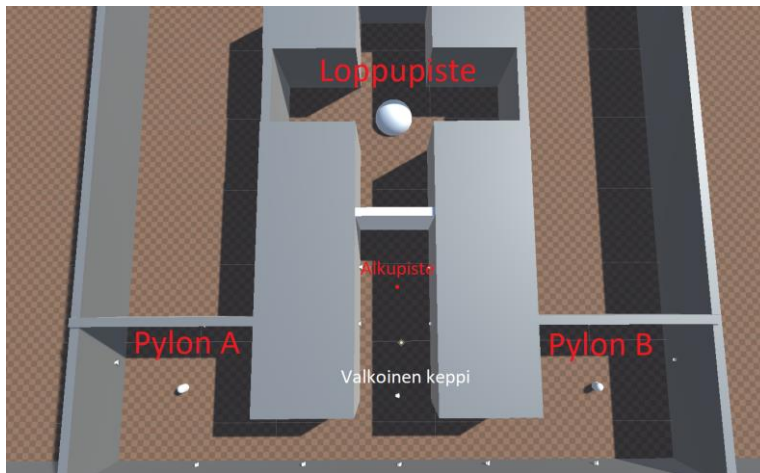 Loppupiste
Alkupiste
Pylon A
Pylon B
Valkoinen keppi